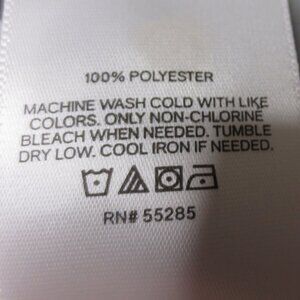 100% POLYESTER
MACHINE WASH COLD WITH LIKE
COLORS. ONLY NON-CHLORINE
BLEACH WHEN NEEDED. TUMBLE
DRY LOW. COOL IRON IF NEEDED.
RN# 55285